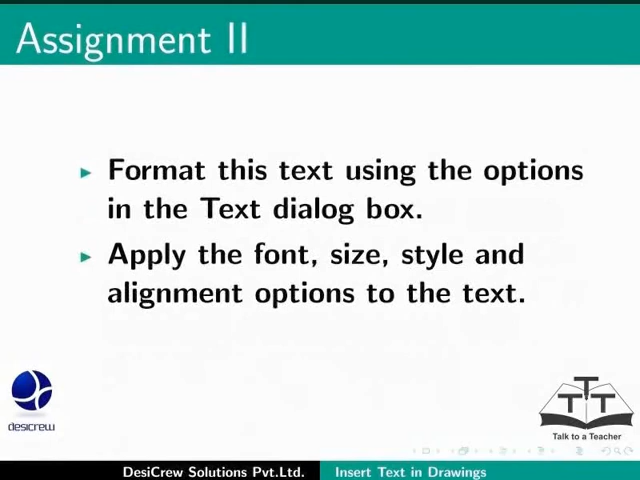 Assignment II
Format this text using the options
in the Text dialog box.
Apply the font, size, style and
alignment options to the text.
desicrew
TTT
Talk to a Teacher
DesiCrew Solutions Pvt.Ltd.
Insert Text in Drawings